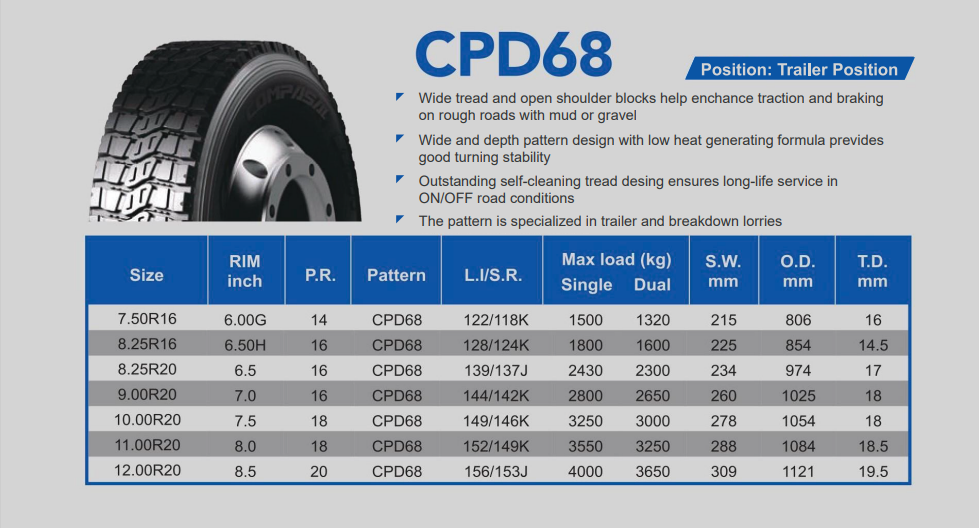 CPD68
Position: Trailer Position
COMPASAL
Wide tread and open shoulder blocks help enchance traction and braking
on rough roads with mud or gravel
Wide and depth pattern design with low heat generating formula prevides
good turning stability
Outstanding self-cleaning tread desing ensures long-life service in
ON/OFF road conditions
The pattern is specialized in trailer and breakdown lorries
Size RIM inch P.R. Pattern L.I/S.R. Max load (kg) Single Dual S.W. mm O.D. mm T.D. mm
7.50R16 6.00G 14 CPD68 122/118K 1500 1320 215 806 16
8.25R16 6.50H 16 CPD68 128/124K 1800 1600 225 854 14.5
8.25R20 6.5 16 CPD68 139/137J 2430 2300 234 974 17
9.00R20 7.0 16 CPD68 144/142K 2800 2650 260 1025 18
10.00R20 7.5 18 CPD68 149/146K 3250 3000 278 1054 18
11.00R20 8.0 18 CPD68 152/149K 3550 3250 288 1084 18.5
12.00R20 8.5 20 CPD68 156/153J 4000 3650 309 1121 19.5